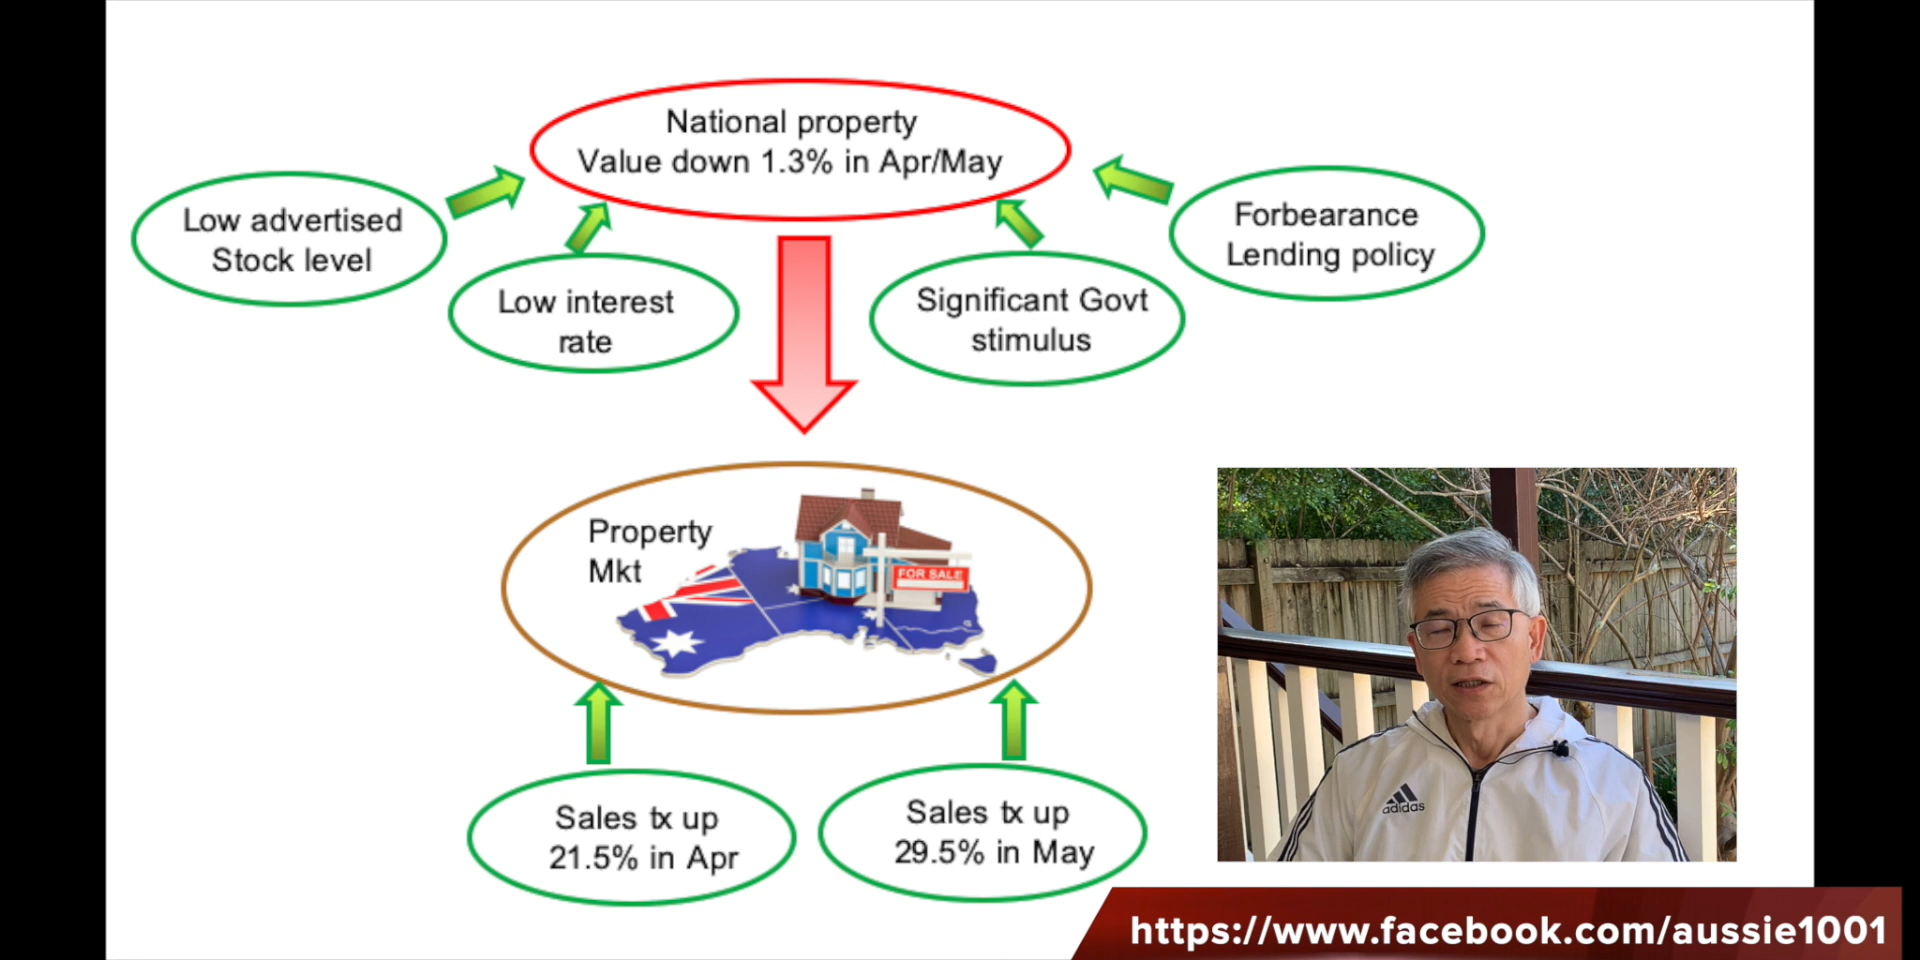 National property
Value down 1.3% in Apr/May
Low advertised
Stock level
Low interest
rate
Significant Govt
stimulus
Forbearance
Lending policy
Property
Mkt
FOR SALE
Sales tx up
21.5% in Apr
Sales tx up
29.5% in May
adidas
https://www.facebook.com/aussie1001